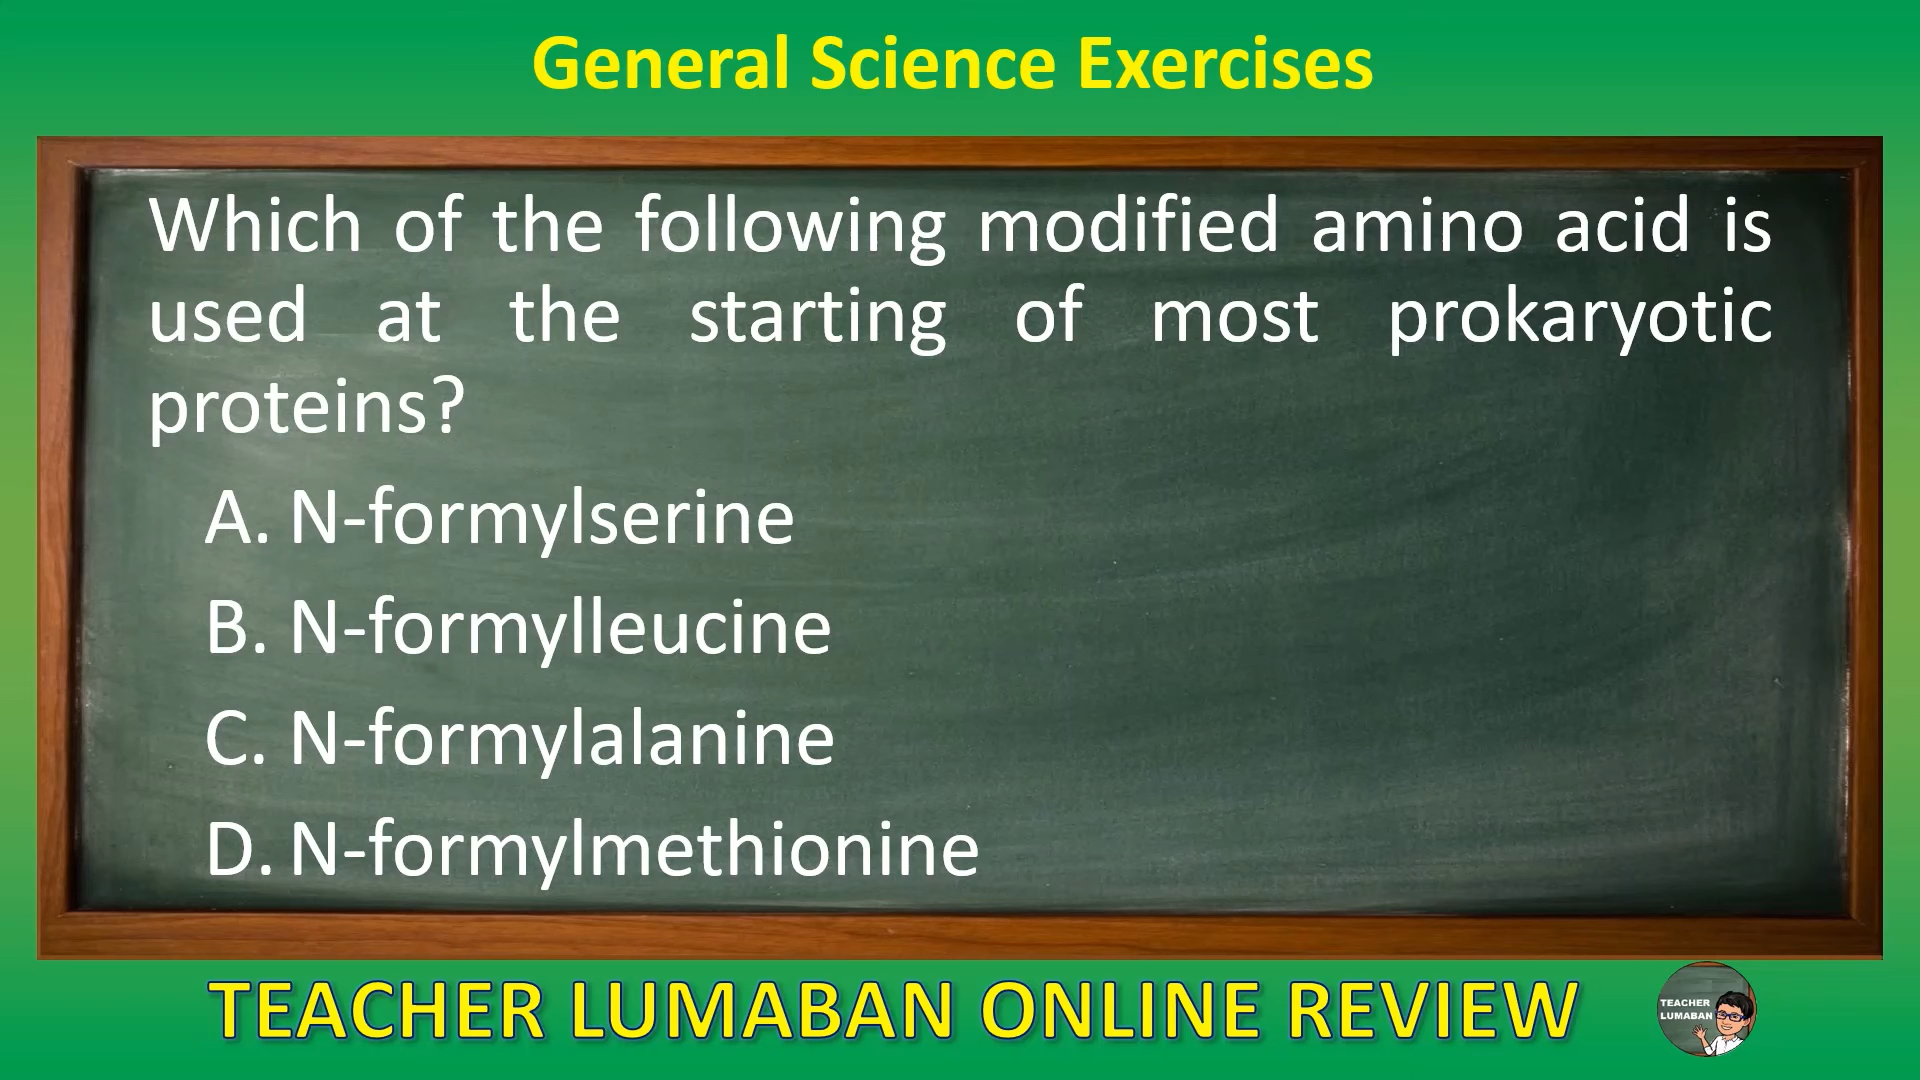 General Science Exercises
Which of the following modified amino acid is
used at the starting of most prokaryotic
proteins?
A. N-formylserine
B. N-formylleucine
C. N-formylalanine
D. N-formylmethionine
TEACHER LUMABAN ONLINE REVIEW
TEACHER
LUMABAN